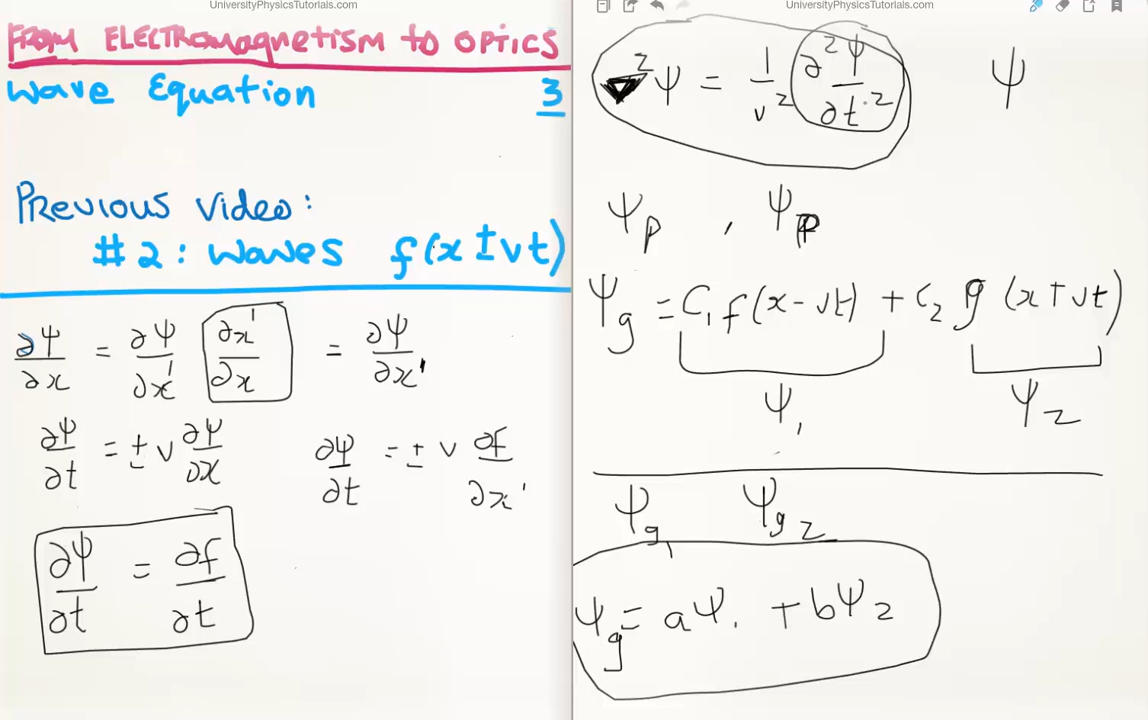 UniversityPhysicsTutorials.com
FROM ELECTROmagnetism to OPTICS
Wave Equation 3
Previous Video:
#2: Waves f(x ± vt)
∂Ψ/∂x = ∂Ψ/∂x' ∂x'/∂x = ∂Ψ/∂x'
∂Ψ/∂t = ± v ∂Ψ/∂x ∂Ψ/∂t = ± v ∂f/∂x'
∂Ψ/∂t = ∂f/∂t
UniversityPhysicsTutorials.com
∇²Ψ = 1/v² ∂²Ψ/∂t² Ψ
Ψp , Ψp
Ψg = C₁ f(x - vt) + C₂ g (x + vt)
Ψ₁ Ψ₂
Ψg₁ Ψg₂
Ψg = aΨ₁ + bΨ₂